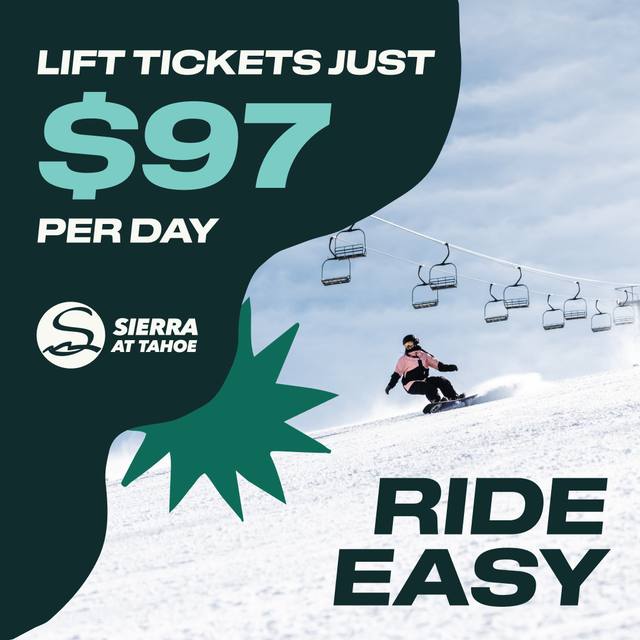 LIFT TICKETS JUST
$97
PER DAY
SIERRA
AT TAHOE
RIDE
EASY